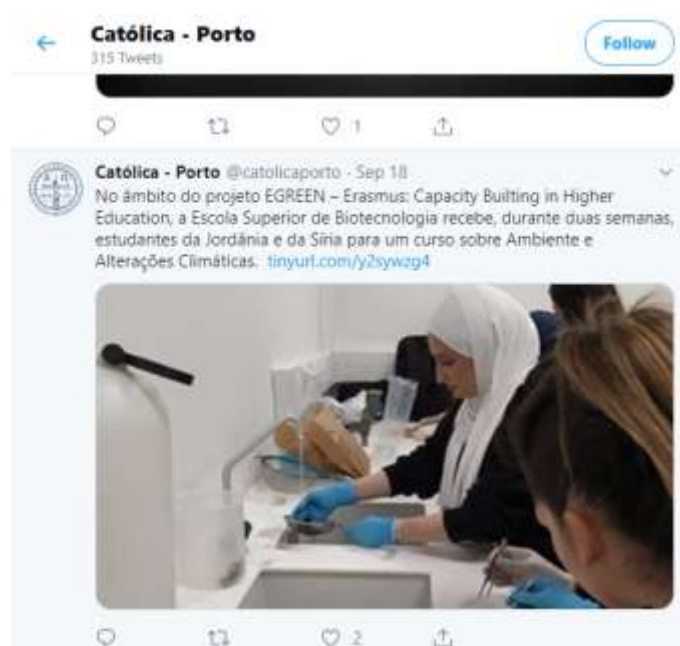 Católica - Porto
315 Tweets
Follow
1
Católica - Porto @catolicaporto · Sep 18
No âmbito do projeto EGREEN – Erasmus: Capacity Builting in Higher
Education, a Escola Superior de Biotecnologia recebe, durante duas semanas,
estudantes da Jordânia e da Síria para um curso sobre Ambiente e
Alterações Climáticas. tinyurl.com/y2sywzg4
2